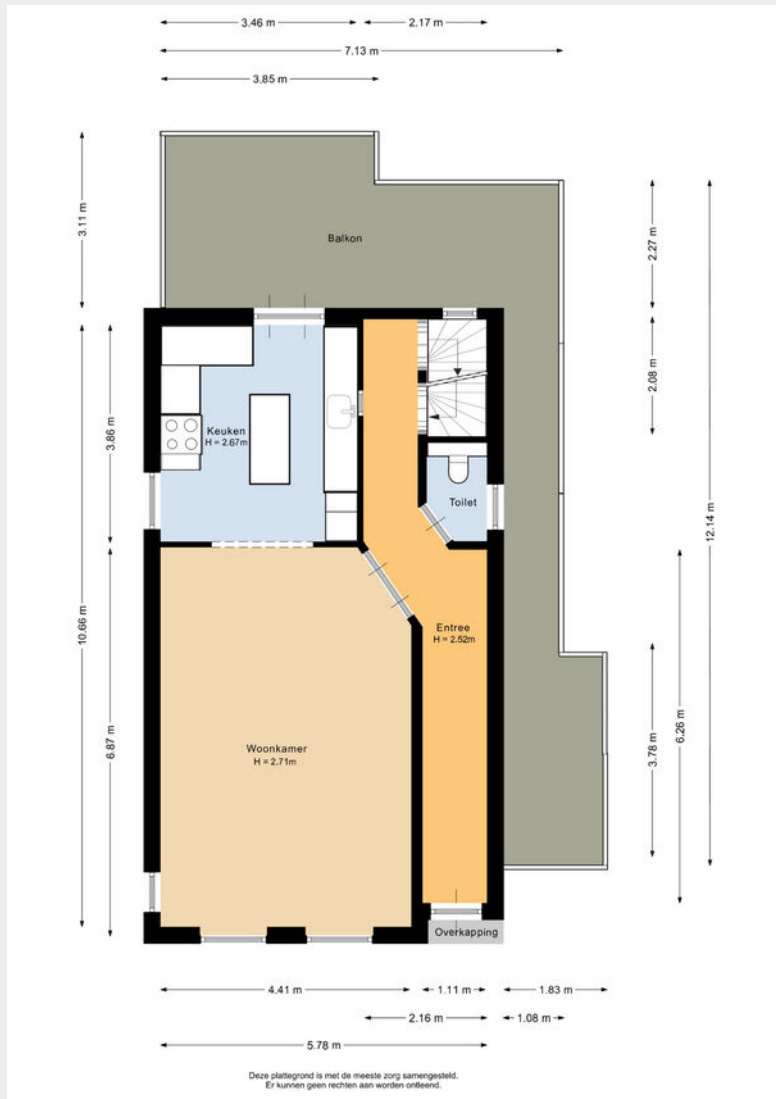 3.46 m
2.17 m
7.13 m
3.85 m
3.11 m
2.27 m
Balkon
12.14 m
10.66 m
3.86 m
2.08 m
Keuken
H = 2.67m
Toilet
6.87 m
Entree
H = 2.52m
6.26 m
3.78 m
Woonkamer
H = 2.71m
Overkapping
4.41 m
1.11 m
1.83 m
2.16 m
1.08 m
5.78 m
Deze plattegrond is met de meeste zorg samengesteld.
Er kunnen geen rechten aan worden ontleend.